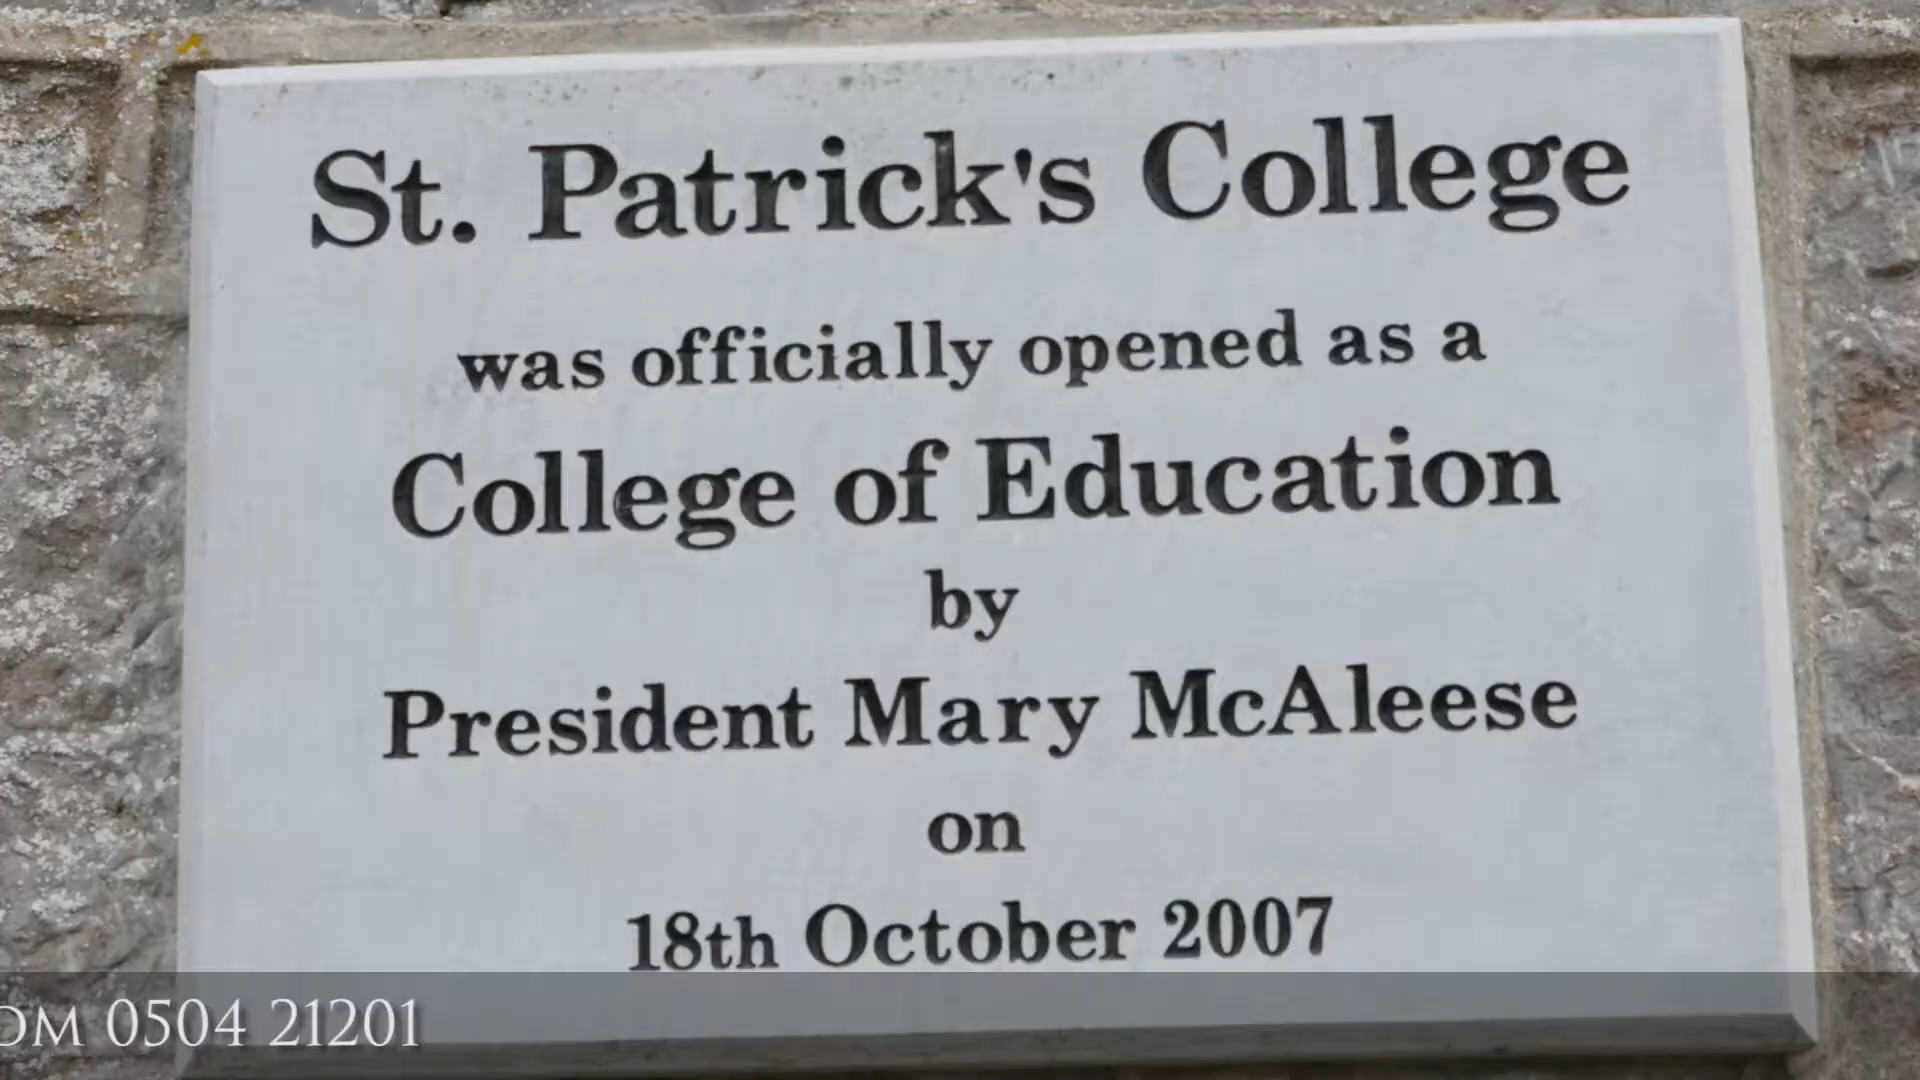 St. Patrick's College
was officially opened as a
College of Education
by
President Mary McAleese
on
18th October 2007
0504 21201